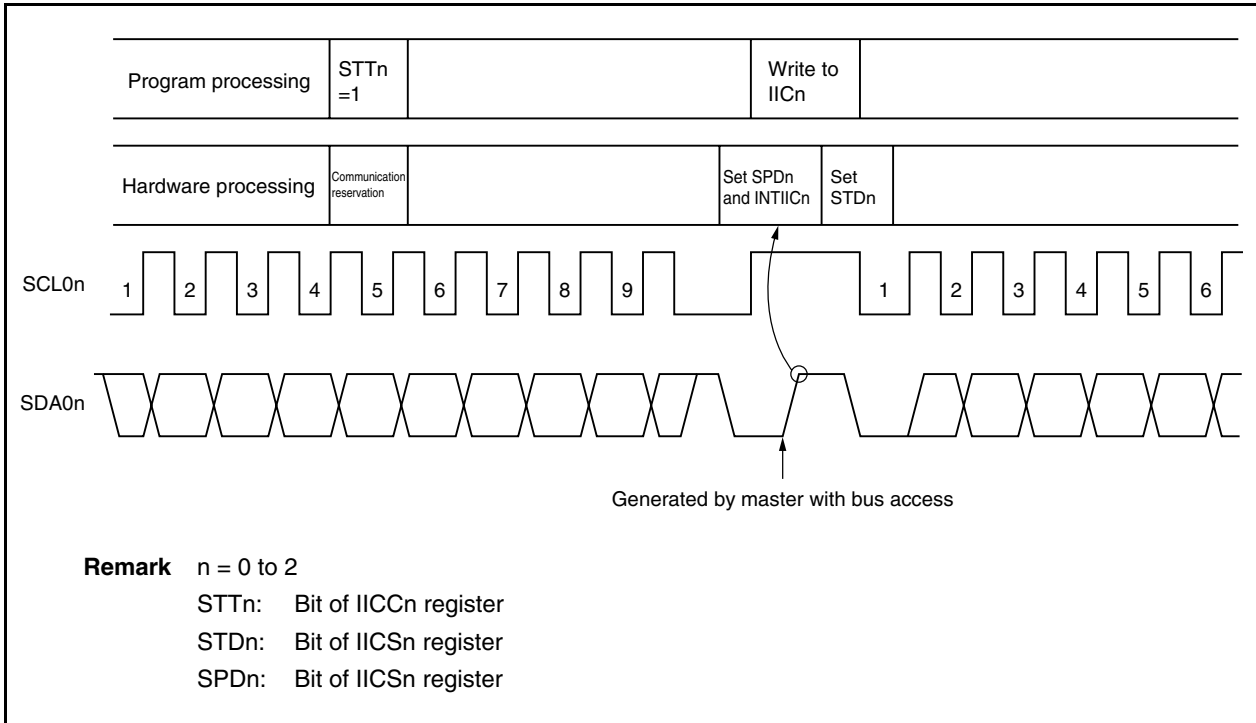 Program processing
STTn
=1
Write to
IICn
Hardware processing
Communication
reservation
Set SPDn
and INTIICn
Set
STDn
SCL0n
1 2 3 4 5 6 7 8 9 1 2 3 4 5 6
SDA0n
Generated by master with bus access
Remark n = 0 to 2
STTn: Bit of IICCn register
STDn: Bit of IICSn register
SPDn: Bit of IICSn register